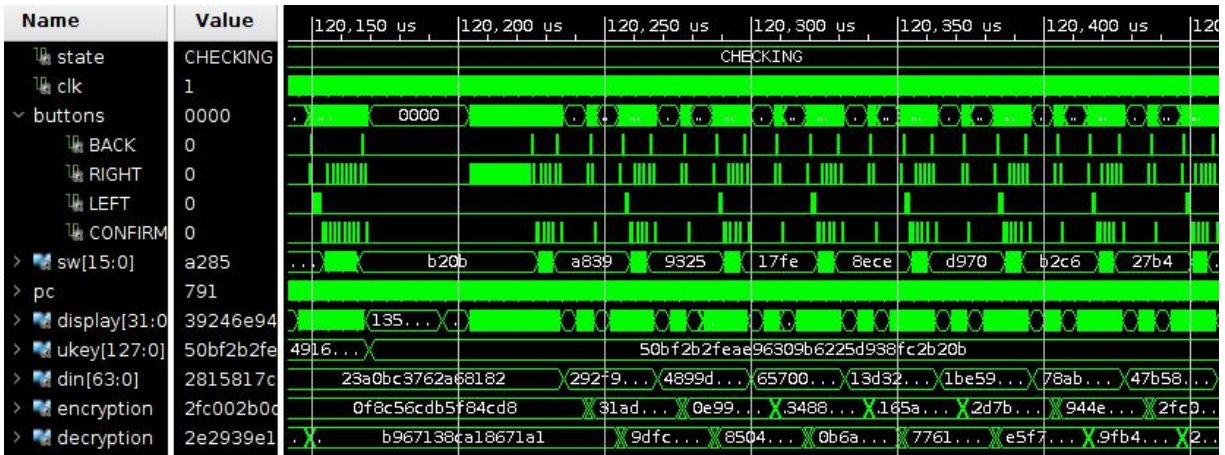 Name Value 120,150 us 120,200 us 120,250 us 120,300 us 120,350 us 120,400 us 120
state CHECKING CHECKING
clk 1
buttons 0000 . ... 0000
BACK 0
RIGHT 0
LEFT 0
CONFIRM 0
sw[15:0] a285 ... b20b a839 9325 17fe 8ece d970 b2c6 27b4
pc 791
display[31:0 39246e94 135... .
ukey[127:0] 50bf2b2fe 4916... 50bf2b2feae96309b6225d938fc2b20b
din[63:0] 2815817c 23a0bc3762a68182 292f9... 4899d... 65700... 13d32... 1be59... 78ab... 47b58...
encryption 2fc002b0c 0f8c56cdb5f84cd8 31ad... 0e99... .3488... 165a... 2d7b... 944e... 2fc0...
decryption 2e2939e1 . . b967138ca18671a1 9dfc... 8504... 0b6a... 7761... e5f7... .9fb4... 2..